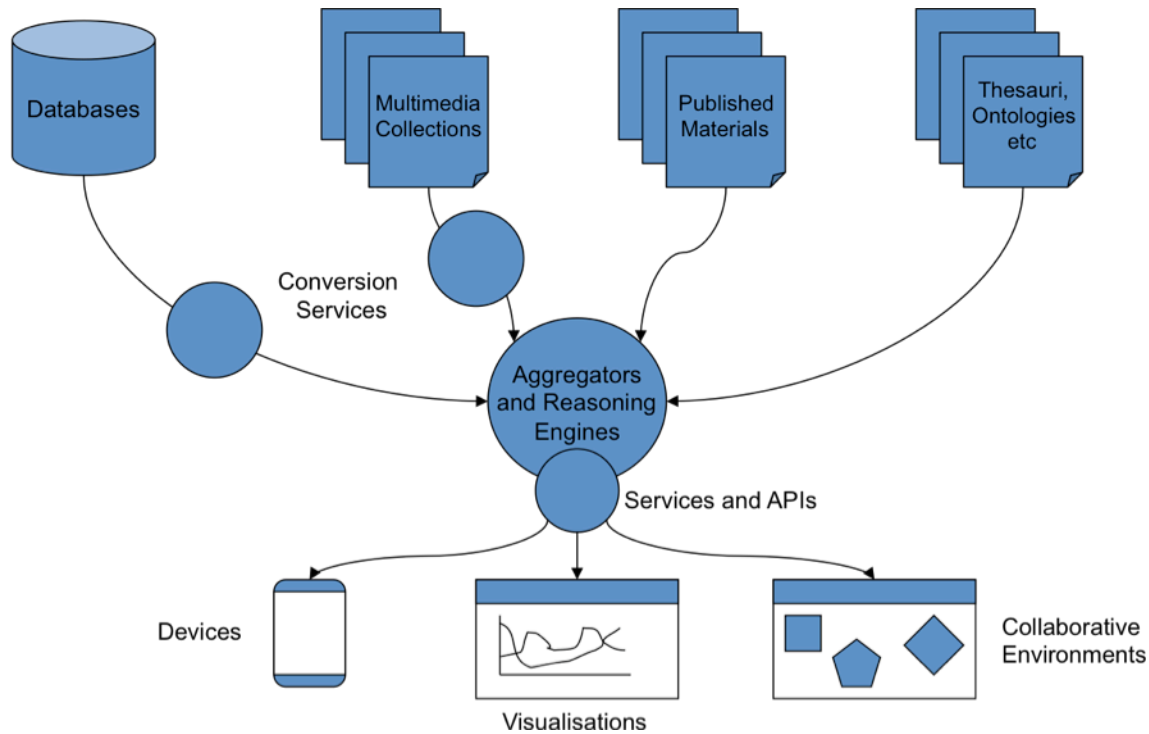 Databases
Multimedia
Collections
Published
Materials
Thesauri,
Ontologies
etc
Conversion
Services
Aggregators
and Reasoning
Engines
Services and APIs
Devices
Visualisations
Collaborative
Environments